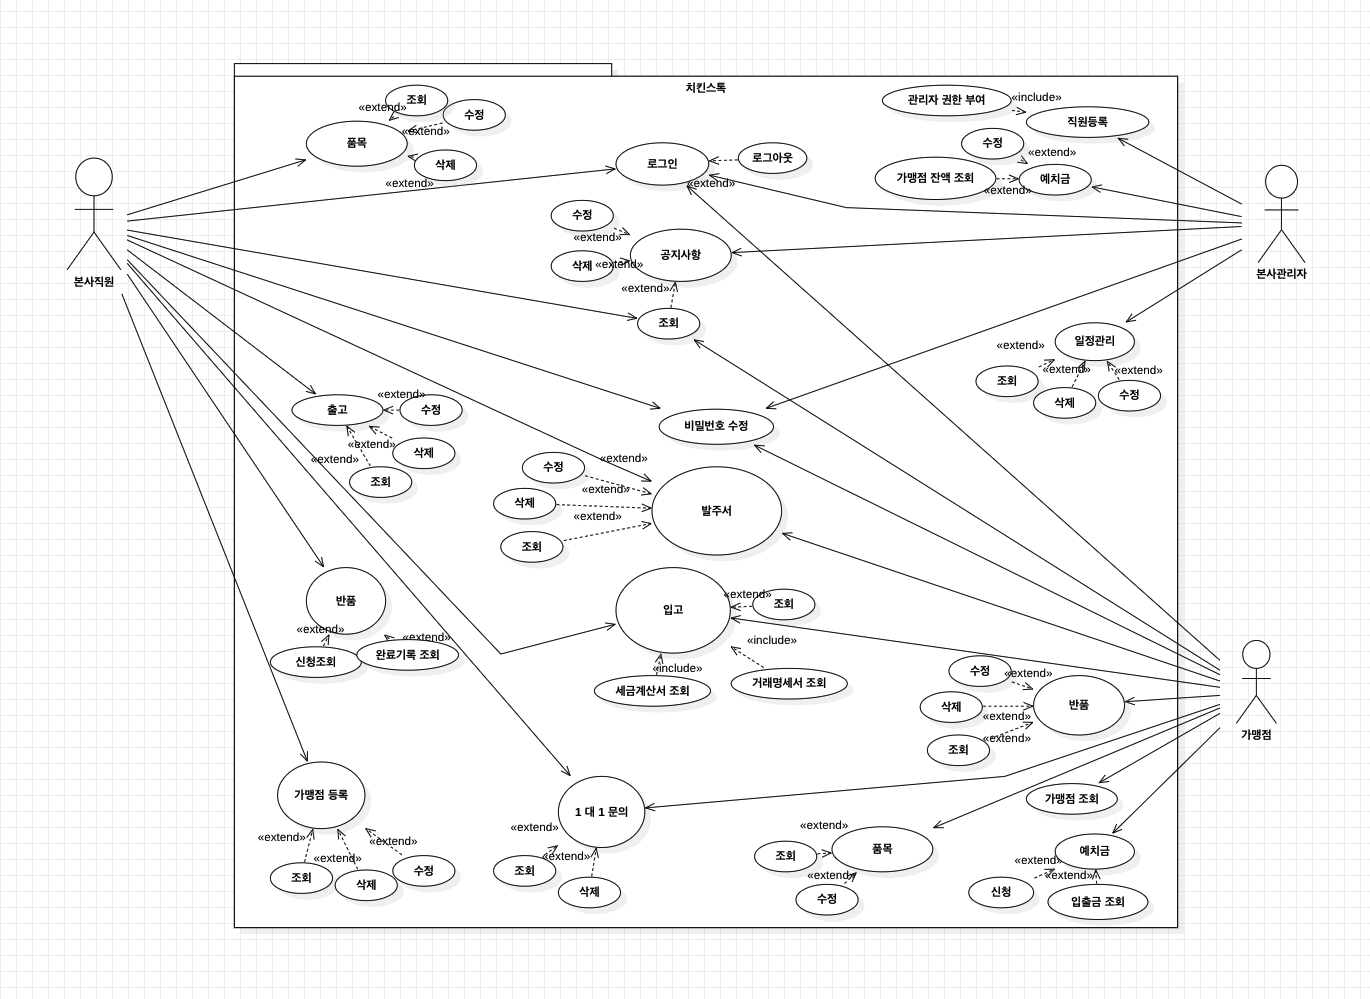 치킨스톡
조회
«extend»
수정
«extend»
품목
삭제
«extend»
관리자 권한 부여
«include»
직원등록
수정
«extend»
가맹점 잔액 조회
«extend»
예치금
로그인
로그아웃
«extend»
본사직원
본사관리자
수정
«extend»
공지사항
삭제
«extend»
«extend»
조회
일정관리
«extend»
조회
«extend»
삭제
«extend»
수정
출고
«extend»
수정
«extend»
삭제
«extend»
조회
비밀번호 수정
수정
«extend»
삭제
«extend»
발주서
«extend»
조회
반품
«extend»
신청조회
«extend»
완료기록 조회
입고
«extend»
조회
«include»
세금계산서 조회
«include»
거래명세서 조회
수정
«extend»
삭제
«extend»
반품
조회
«extend»
가맹점
가맹점 등록
«extend»
조회
«extend»
삭제
«extend»
수정
1 대 1 문의
«extend»
조회
«extend»
삭제
«extend»
조회
품목
«extend»
수정
가맹점 조회
예치금
«extend»
신청
«extend»
입출금 조회